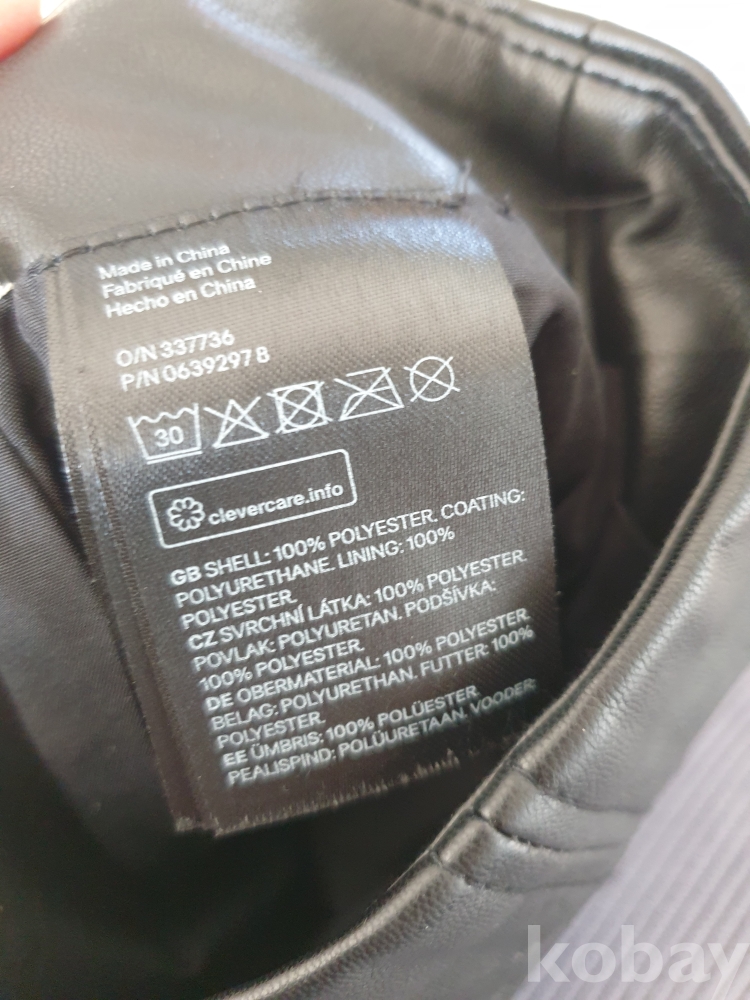 Made in China
Fabriqué en Chine
Hecho en China
O/N 337736
P/N 0639297 8
30
clevercare.info
GB SHELL: 100% POLYESTER. COATING:
POLYURETHANE. LINING: 100%
POLYESTER.
CZ SVRCHNÍ LÁTKA: 100% POLYESTER.
POVLAK: POLYURETAN. PODŠÍVKA:
100% POLYESTER.
DE OBERMATERIAL: 100% POLYESTER.
BELAG: POLYURETHAN. FUTTER: 100%
POLYESTER.
EE ÜMBRIS: 100% POLÜESTER.
PEALISPIND: POLÜURETAAN. VOODER:
kobay